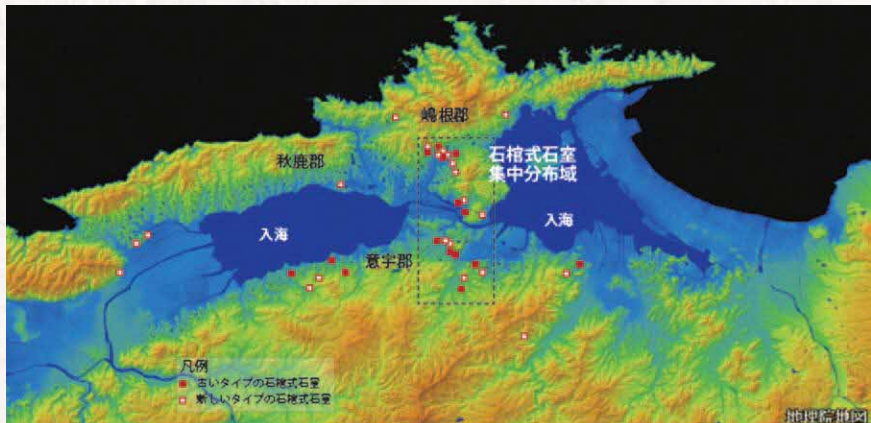 嶋根郡
石棺式石室
集中分布域
秋鹿郡
入海
入海
意宇郡
凡例
古いタイプの石棺式石室
新しいタイプの石棺式石室
地理院地図